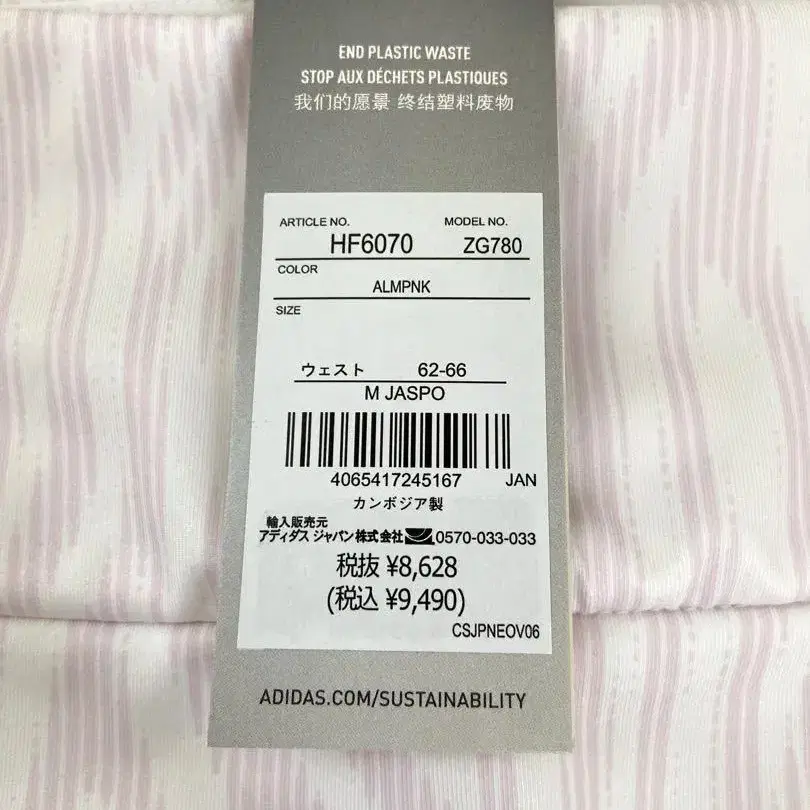 END PLASTIC WASTE
STOP AUX DÉCHETS PLASTIQUES
我们的愿景 终结塑料废物
ARTICLE NO. MODEL NO.
HF6070 ZG780
COLOR
ALMPNK
SIZE
ウェスト 62-66
M JASPO
4065417245167 JAN
カンボジア製
輸入販売元
アディダス ジャパン株式会社 0570-033-033
税抜 ¥8,628
(税込 ¥9,490)
CSJPNEOV06
ADIDAS.COM/SUSTAINABILITY